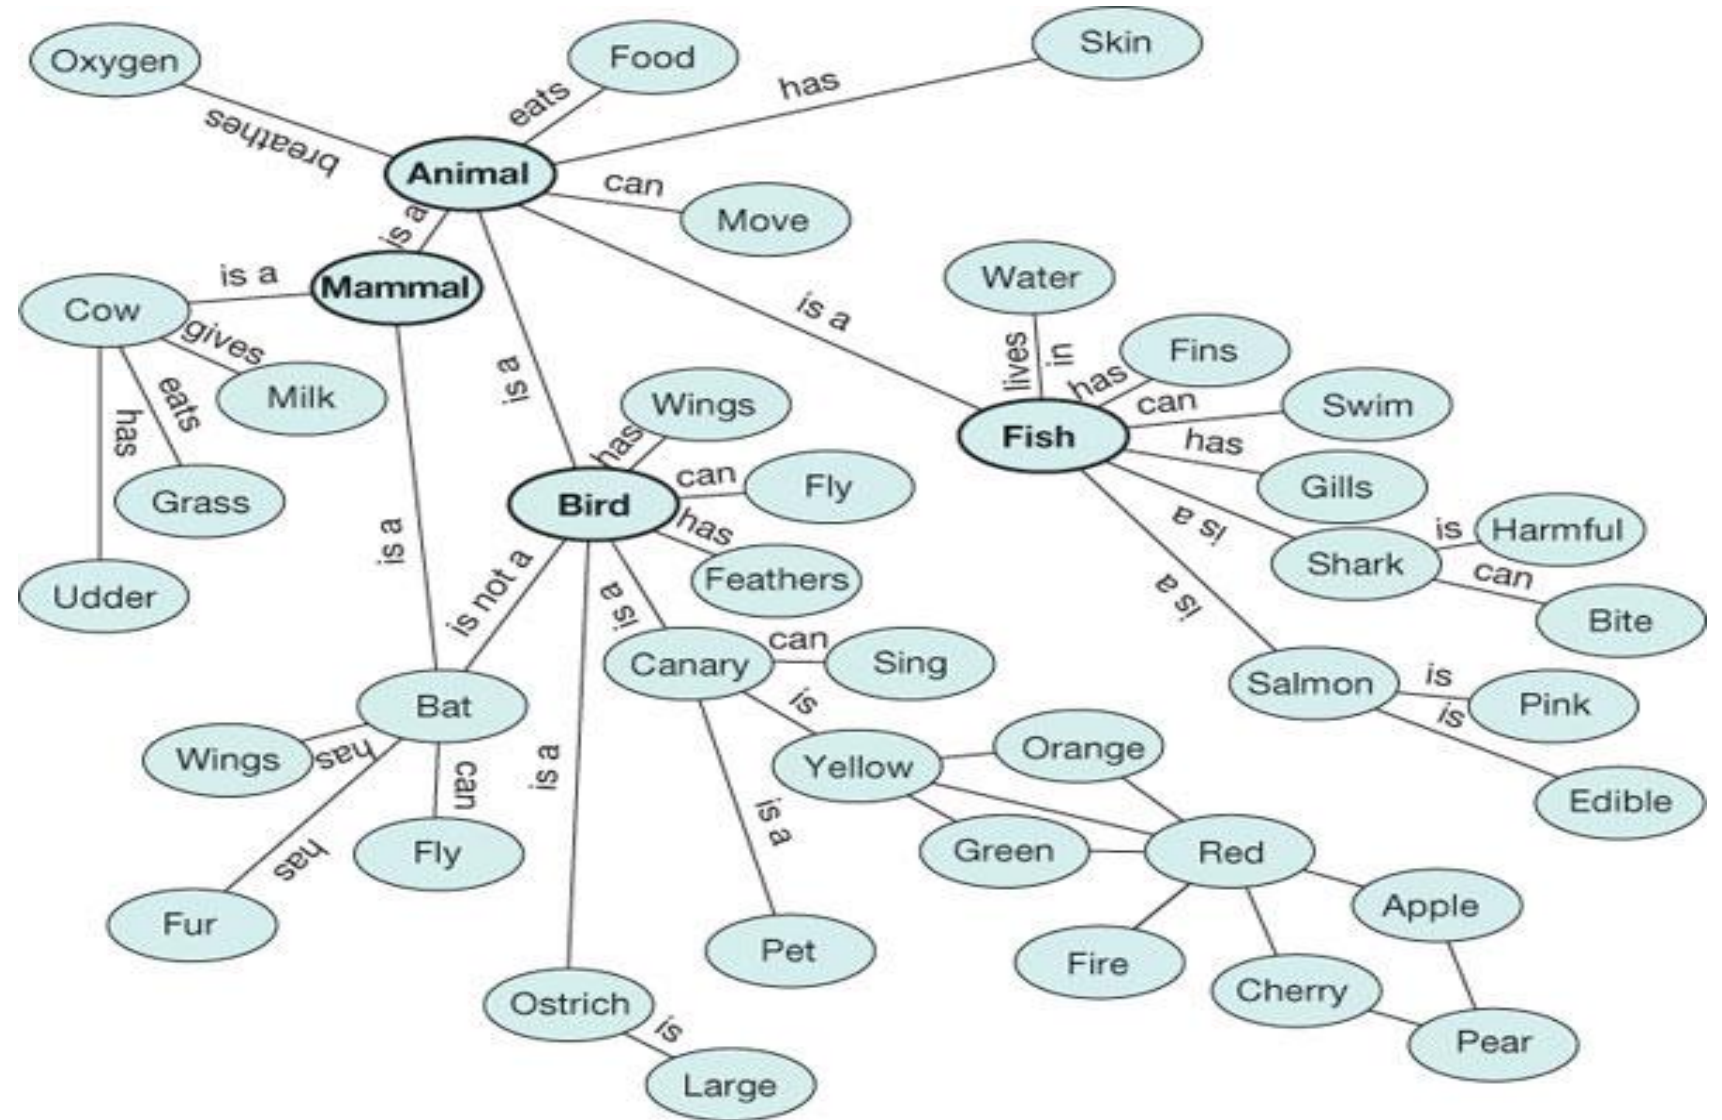 Oxygen
Food
Skin
breathes
eats
has
Animal
can
Move
is a
Mammal
is a
Cow
gives
Milk
eats
Grass
has
Udder
is a
is a
is a
Water
lives
in
has
Fins
can
Swim
Fish
has
Gills
is a
Shark
is
Harmful
can
Bite
is a
Salmon
is
Pink
is
Edible
has
Wings
Bird
can
Fly
has
Feathers
is not a
is a
is a
Bat
has
Wings
can
Fly
has
Fur
Canary
can
Sing
is
Yellow
Orange
Green
Red
Fire
Apple
Cherry
Pear
is a
Pet
Ostrich
is
Large